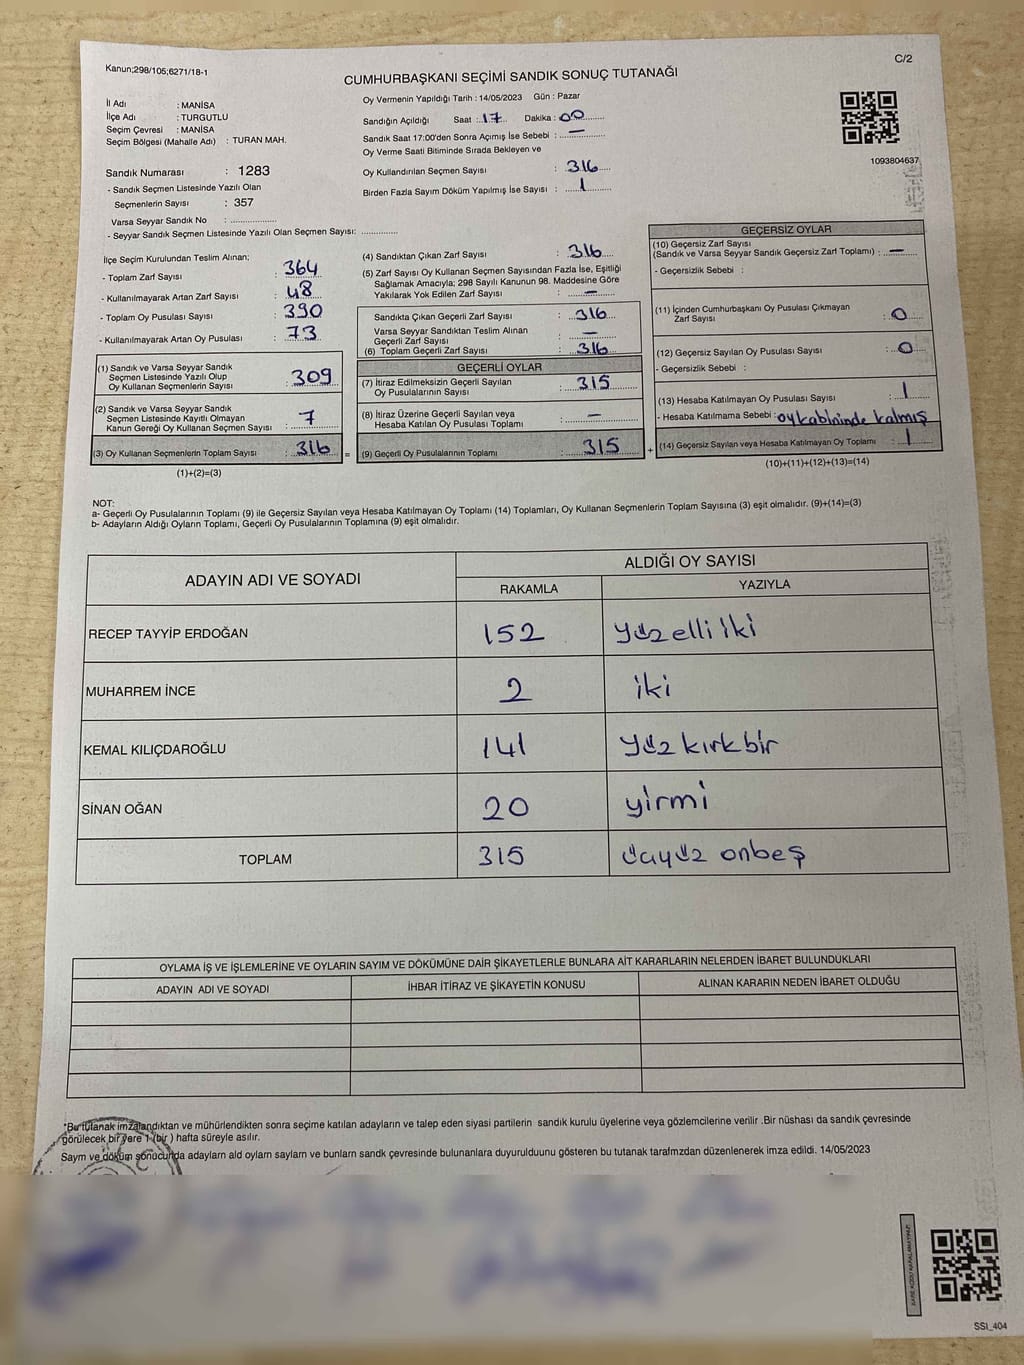 Kanun;298/105;6271/18-1
C/2
CUMHURBAŞKANI SEÇİMİ SANDIK SONUÇ TUTANAĞI
İl Adı : MANİSA
İlçe Adı : TURGUTLU
Seçim Çevresi : MANİSA
Seçim Bölgesi (Mahalle Adı) : TURAN MAH.
Sandık Numarası : 1283
- Sandık Seçmen Listesinde Yazılı Olan
Seçmenlerin Sayısı : 357
Varsa Seyyar Sandık No : ....................
- Seyyar Sandık Seçmen Listesinde Yazılı Olan Seçmen Sayısı: ..............
Oy Vermenin Yapıldığı Tarih : 14/05/2023 Gün : Pazar
Sandığın Açıldığı Saat : 17 Dakika : 00
Sandık Saat 17:00'den Sonra Açımış İse Sebebi : —
Oy Verme Saati Bitiminde Sırada Bekleyen ve
Oy Kullandırılan Seçmen Sayısı : 316
Birden Fazla Sayım Döküm Yapılmış İse Sayısı : 1
1093804637
İlçe Seçim Kurulundan Teslim Alınan;
- Toplam Zarf Sayısı : 364
- Kullanılmayarak Artan Zarf Sayısı : 48
- Toplam Oy Pusulası Sayısı : 390
- Kullanılmayarak Artan Oy Pusulası : 73
(1) Sandık ve Varsa Seyyar Sandık
Seçmen Listesinde Yazılı Olup
Oy Kullanan Seçmenlerin Sayısı : 309
(2) Sandık ve Varsa Seyyar Sandık
Seçmen Listesinde Kayıtlı Olmayan
Kanun Gereği Oy Kullanan Seçmen Sayısı : 7
(3) Oy Kullanan Seçmenlerin Toplam Sayısı : 316 =
(1)+(2)=(3)
(4) Sandıktan Çıkan Zarf Sayısı : 316
(5) Zarf Sayısı Oy Kullanan Seçmen Sayısından Fazla İse, Eşitliği
Sağlamak Amacıyla; 298 Sayılı Kanunun 98. Maddesine Göre
Yakılarak Yok Edilen Zarf Sayısı : —
Sandıkta Çıkan Geçerli Zarf Sayısı : 316
Varsa Seyyar Sandıktan Teslim Alınan
Geçerli Zarf Sayısı : —
(6) Toplam Geçerli Zarf Sayısı : 316
GEÇERLİ OYLAR
(7) İtiraz Edilmeksizin Geçerli Sayılan
Oy Pusulalarının Sayısı : 315
(8) İtiraz Üzerine Geçerli Sayılan veya
Hesaba Katılan Oy Pusulası Toplamı : —
(9) Geçerli Oy Pusulalarının Toplamı : 315 +
GEÇERSİZ OYLAR
(10) Geçersiz Zarf Sayısı
(Sandık ve Varsa Seyyar Sandık Geçersiz Zarf Toplamı) : —
- Geçersizlik Sebebi :
(11) İçinden Cumhurbaşkanı Oy Pusulası Çıkmayan
Zarf Sayısı : 0
(12) Geçersiz Sayılan Oy Pusulası Sayısı : 0
- Geçersizlik Sebebi :
(13) Hesaba Katılmayan Oy Pusulası Sayısı : 1
- Hesaba Katılmama Sebebi : oy kabininde kalmış
(14) Geçersiz Sayılan veya Hesaba Katılmayan Oy Toplamı : 1
(10)+(11)+(12)+(13)=(14)
NOT:
a- Geçerli Oy Pusulalarının Toplamı (9) ile Geçersiz Sayılan veya Hesaba Katılmayan Oy Toplamı (14) Toplamları, Oy Kullanan Seçmenlerin Toplam Sayısına (3) eşit olmalıdır. (9)+(14)=(3)
b- Adayların Aldığı Oyların Toplamı, Geçerli Oy Pusulalarının Toplamına (9) eşit olmalıdır.
ADAYIN ADI VE SOYADI
ALDIĞI OY SAYISI
RAKAMLA YAZIYLA
RECEP TAYYİP ERDOĞAN 152 yüz elli iki
MUHARREM İNCE 2 iki
KEMAL KILIÇDAROĞLU 141 yüz kırk bir
SİNAN OĞAN 20 yirmi
TOPLAM 315 üçyüz onbeş
OYLAMA İŞ VE İŞLEMLERİNE VE OYLARIN SAYIM VE DÖKÜMÜNE DAİR ŞİKAYETLERLE BUNLARA AİT KARARLARIN NELERDEN İBARET BULUNDUKLARI
ADAYIN ADI VE SOYADI İHBAR İTİRAZ VE ŞİKAYETİN KONUSU ALINAN KARARIN NEDEN İBARET OLDUĞU
*Bu tutanak imzalandıktan ve mühürlendikten sonra seçime katılan adayların ve talep eden siyasi partilerin sandık kurulu üyelerine veya gözlemcilerine verilir .Bir nüshası da sandık çevresinde
görülecek bir yere 1 (bir ) hafta süreyle asılır.
Saym ve döküm sonucunda adaylarn ald oylarn saylarn ve bunlarn sandk çevresinde bulunanlara duyurulduunu gösteren bu tutanak tarafmzdan düzenlenerek imza edildi. 14/05/2023
KARE KODU KARALAMAYINIZ
SSI_404